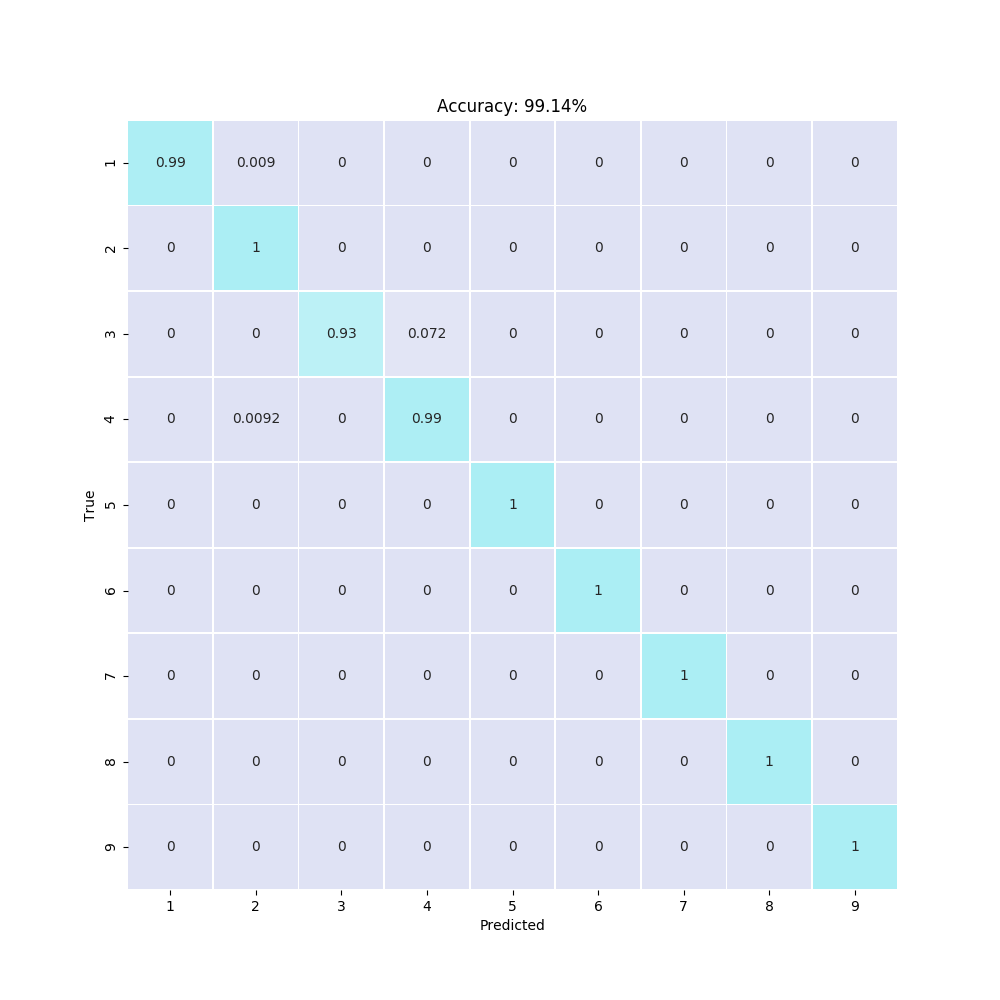 Accuracy: 99.14%
1 0.99 0.009 0 0 0 0 0 0 0
2 0 1 0 0 0 0 0 0 0
3 0 0 0.93 0.072 0 0 0 0 0
4 0 0.0092 0 0.99 0 0 0 0 0
True
5 0 0 0 0 1 0 0 0 0
6 0 0 0 0 0 1 0 0 0
7 0 0 0 0 0 0 1 0 0
8 0 0 0 0 0 0 0 1 0
9 0 0 0 0 0 0 0 0 1
1 2 3 4 5 6 7 8 9
Predicted